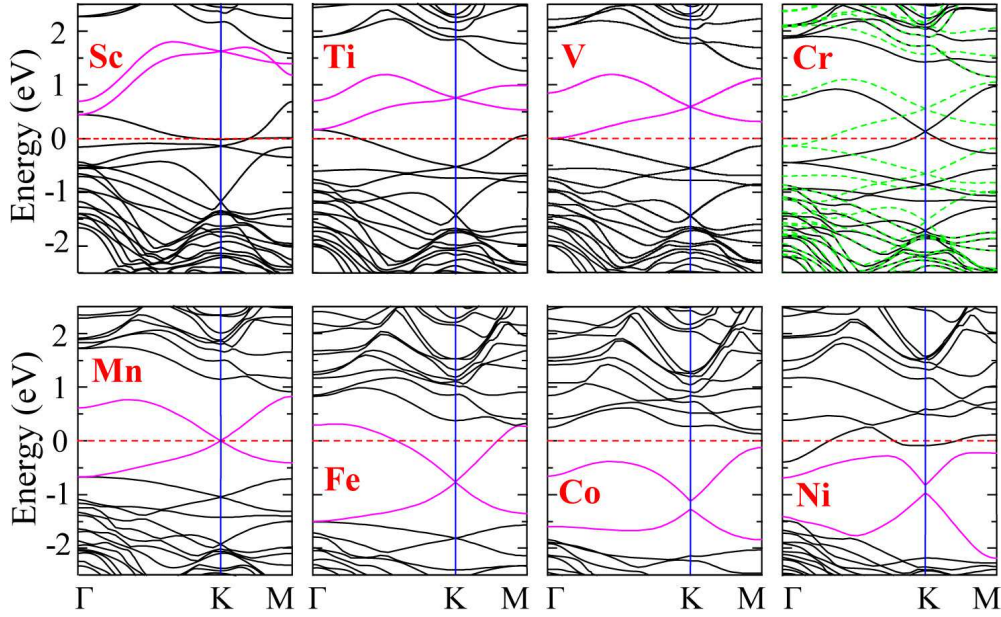 Energy (eV)
2
1
0
-1
-2
Sc
Ti
V
Cr
Energy (eV)
2
1
0
-1
-2
Mn
Fe
Co
Ni
Γ K M Γ K M Γ K M Γ K M